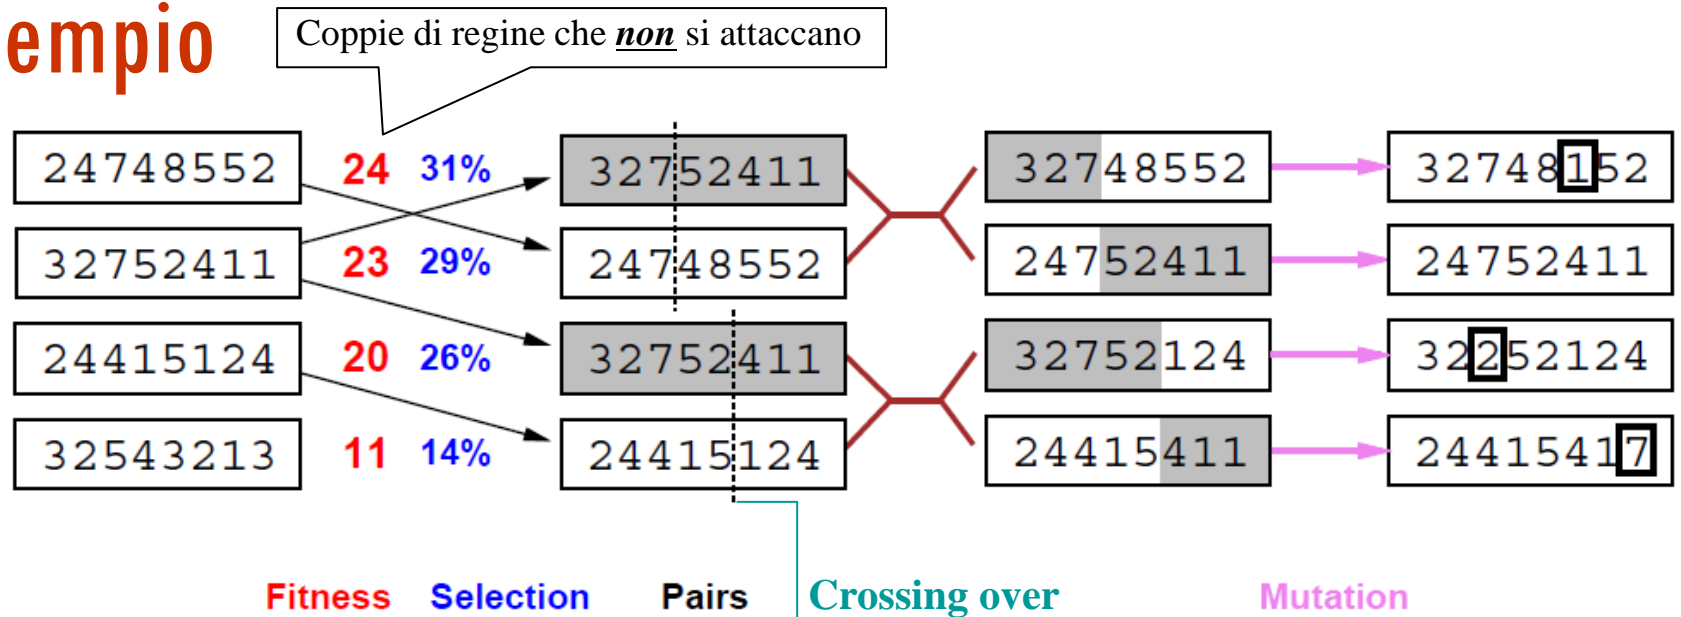 empio
Coppie di regine che non si attaccano
24748552 24 31% 32752411 32748552 32748152
32752411 23 29% 24748552 24752411 24752411
24415124 20 26% 32752411 32752124 32252124
32543213 11 14% 24415124 24415411 24415417
Fitness Selection Pairs Crossing over Mutation